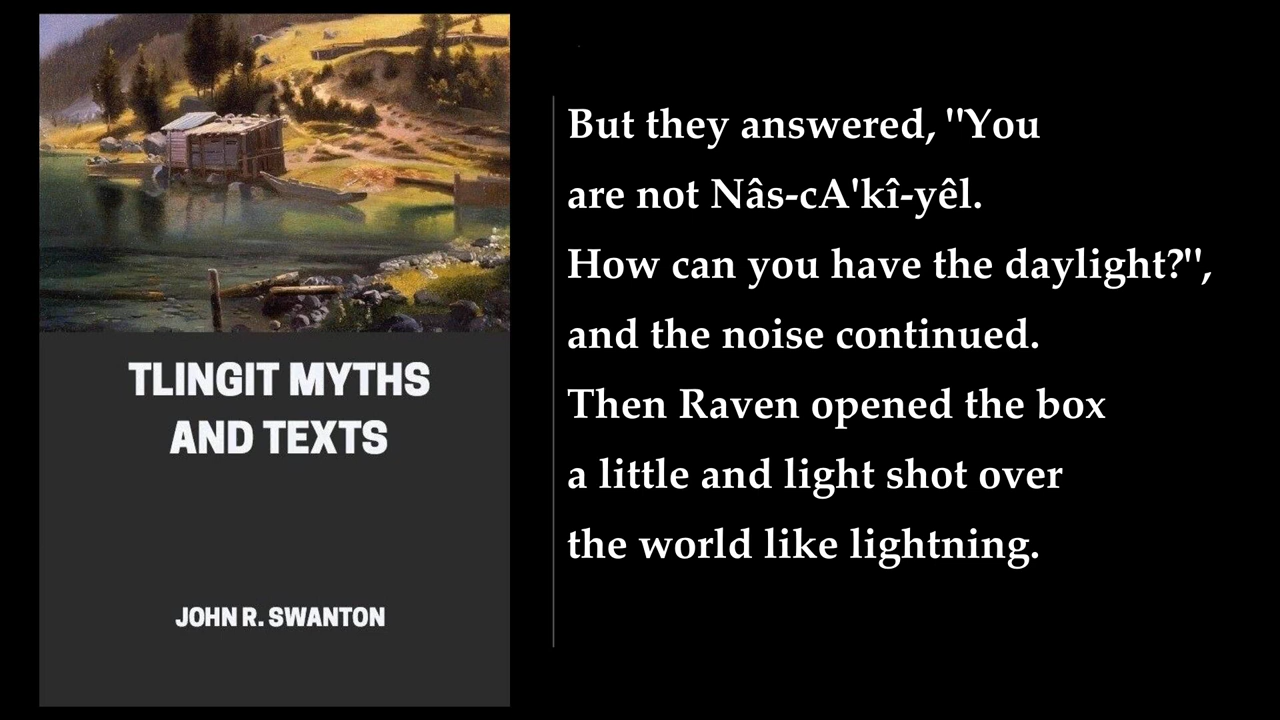 TLINGIT MYTHS
AND TEXTS
JOHN R. SWANTON
But they answered, "You
are not Nâs-cA'kî-yêl.
How can you have the daylight?",
and the noise continued.
Then Raven opened the box
a little and light shot over
the world like lightning.